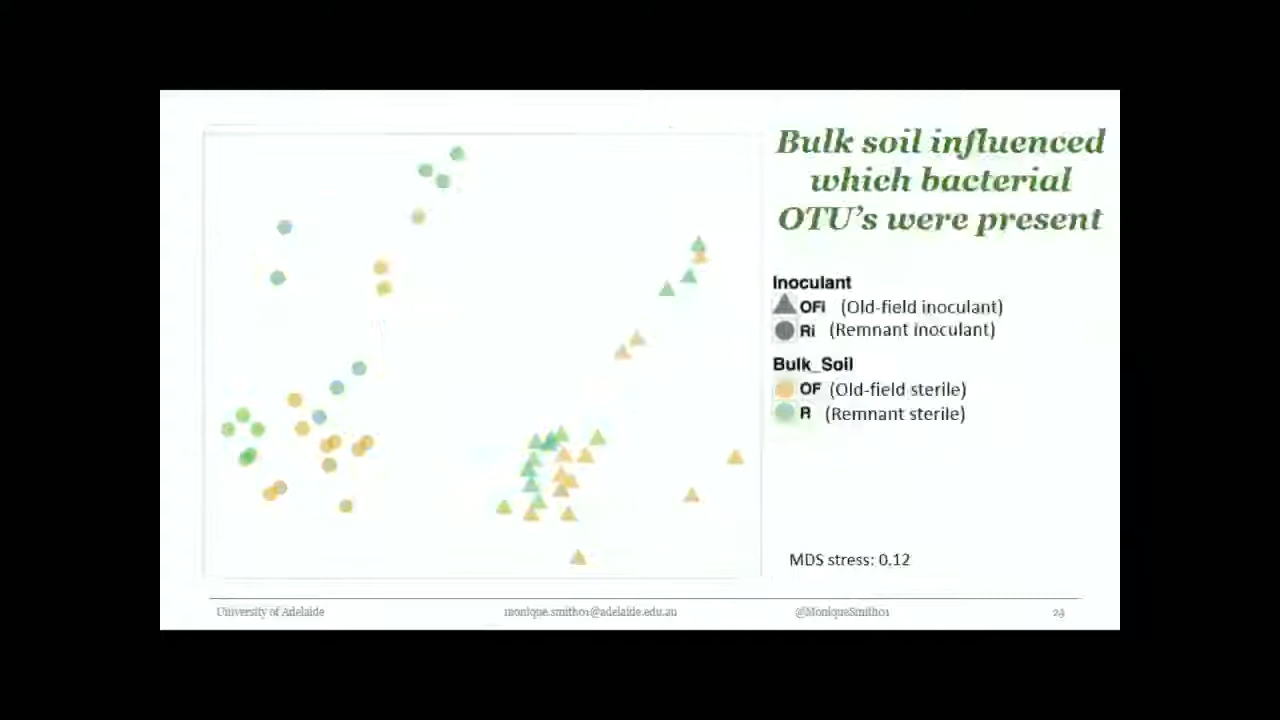 Bulk soil influenced
which bacterial
OTU's were present
Inoculant
OFi (Old-field inoculant)
Ri (Remnant inoculant)
Bulk_Soil
OF (Old-field sterile)
R (Remnant sterile)
MDS stress: 0.12
University of Adelaide monique.smith01@adelaide.edu.au @MoniqueSmith01 24